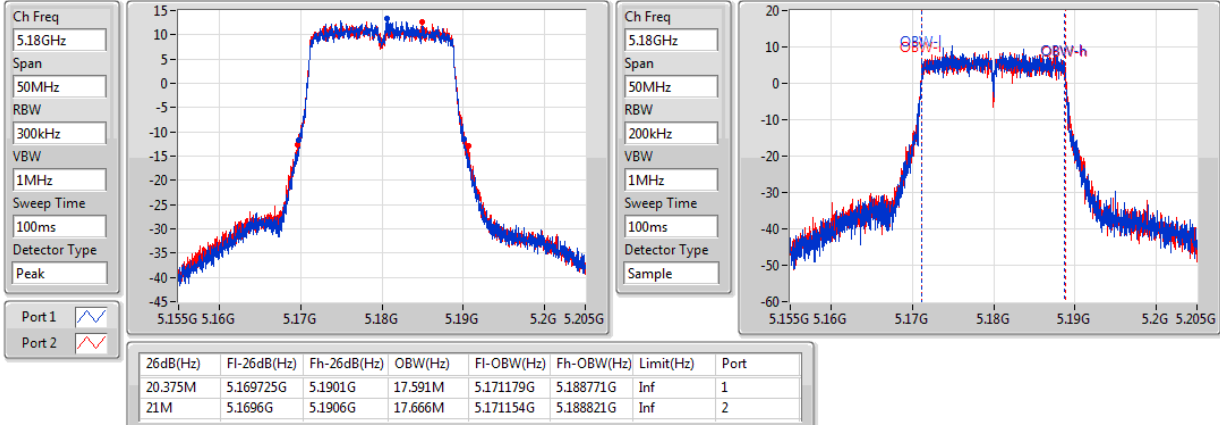 Ch Freq
5.18GHz
Span
50MHz
RBW
300kHz
VBW
1MHz
Sweep Time
100ms
Detector Type
Peak
Port 1
Port 2
15
10
5
0
-5
-10
-15
-20
-25
-30
-35
-40
-45
5.155G 5.16G 5.17G 5.18G 5.19G 5.2G 5.205G
Ch Freq
5.18GHz
Span
50MHz
RBW
200kHz
VBW
1MHz
Sweep Time
100ms
Detector Type
Sample
20
10
0
-10
-20
-30
-40
-50
-60
OBW-l
OBW-h
5.155G 5.16G 5.17G 5.18G 5.19G 5.2G 5.205G
26dB(Hz) Fl-26dB(Hz) Fh-26dB(Hz) OBW(Hz) Fl-OBW(Hz) Fh-OBW(Hz) Limit(Hz) Port
20.375M 5.169725G 5.1901G 17.591M 5.171179G 5.188771G Inf 1
21M 5.1696G 5.1906G 17.666M 5.171154G 5.188821G Inf 2